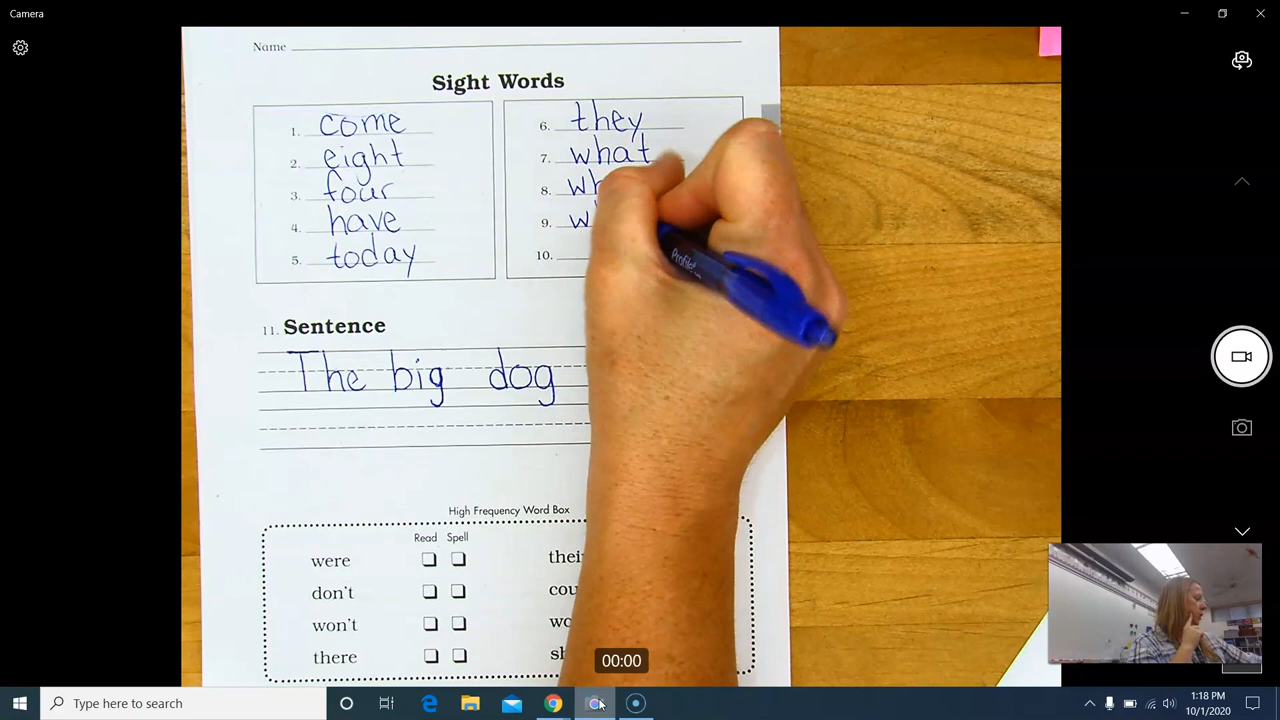 Camera
Name
Sight Words
1. come
2. eight
3. four
4. have
5. today
6. they
7. what
8.
9.
10.
11. Sentence
The big dog
High Frequency Word Box
Read Spell
were
don't
won't
there
Profile
00:00
Type here to search
1:18 PM
10/1/2020